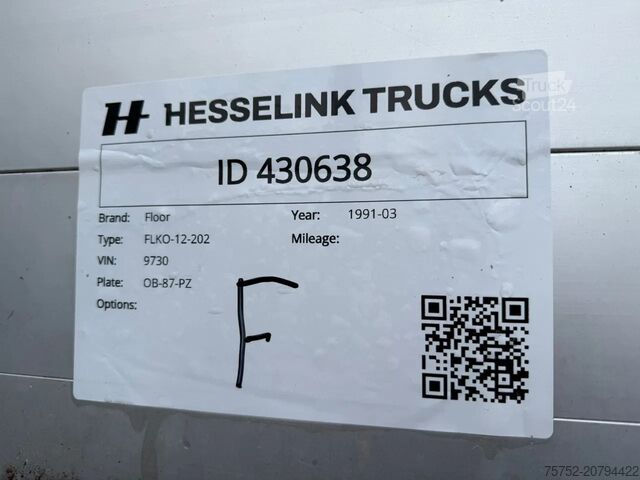 H HESSELINK TRUCKS
Truck
Scout24
ID 430638
Brand: Floor Year: 1991-03
Type: FLKO-12-202 Mileage:
VIN: 9730
Plate: OB-87-PZ
Options:
F
75752-20794422